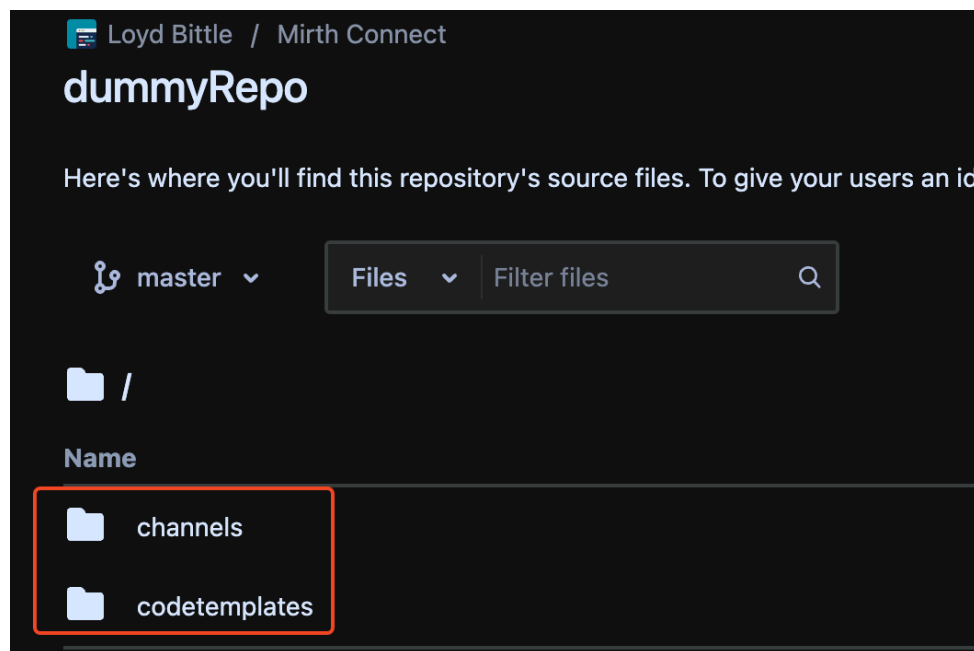 Loyd Bittle / Mirth Connect
dummyRepo
Here's where you'll find this repository's source files. To give your users an
master
Files Filter files
/
Name
channels
codetemplates